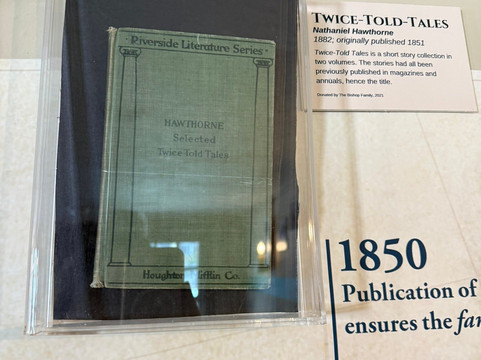 Riverside Literature Series
HAWTHORNE
Selected
Twice-Told Tales
Houghton Mifflin Co.
TWICE-TOLD-TALES
Nathaniel Hawthorne
1882; originally published 1851
Twice-Told Tales is a short story collection in
two volumes. The stories had all been
previously published in magazines and
annuals, hence the title.
Donated by The Bishop Family, 2021
1850
Publication of
ensures the